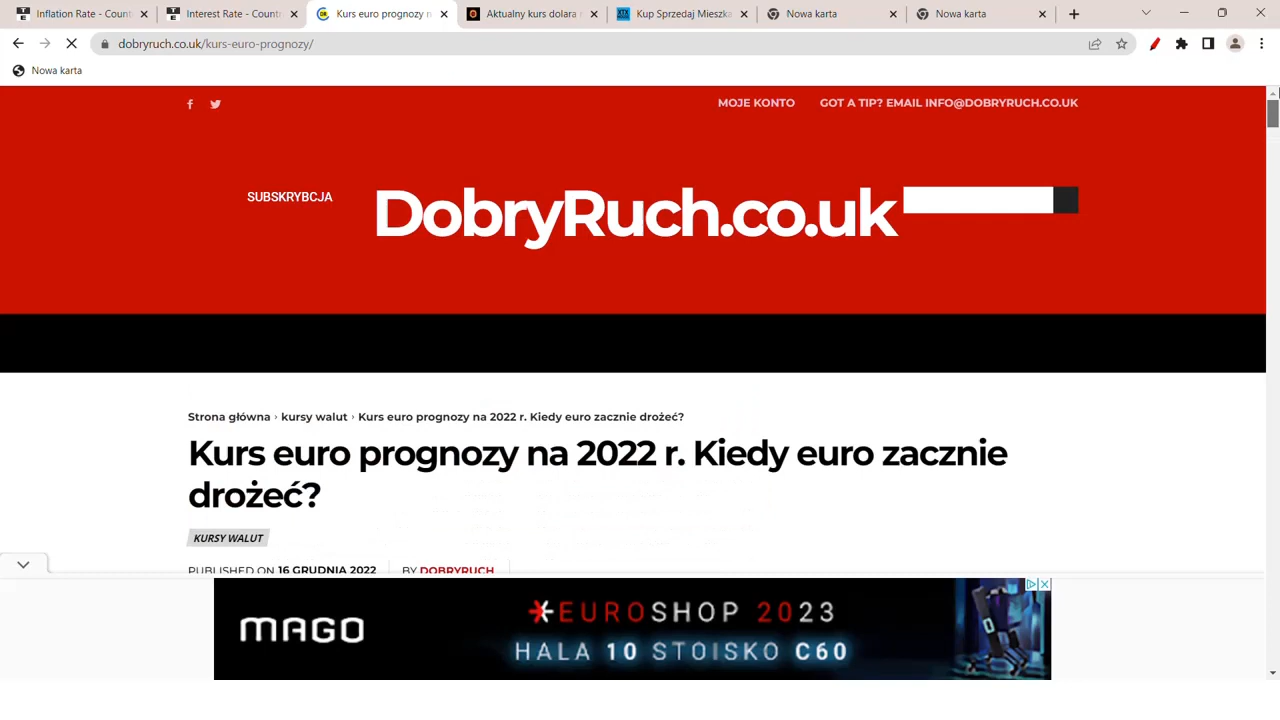 Inflation Rate - Count
Interest Rate - Countr
Kurs euro prognozy n
Aktualny kurs dolara
Kup Sprzedaj Mieszka
Nowa karta
Nowa karta
dobryruch.co.uk/kurs-euro-prognozy/
Nowa karta
MOJE KONTO
GOT A TIP? EMAIL INFO@DOBRYRUCH.CO.UK
SUBSKRYBCJA
DobryRuch.co.uk
Strona główna › kursy walut › Kurs euro prognozy na 2022 r. Kiedy euro zacznie drożeć?
Kurs euro prognozy na 2022 r. Kiedy euro zacznie
drożeć?
KURSY WALUT
PUBLISHED ON 16 GRUDNIA 2022
BY DOBRYRUCH
MAGO
EUROSHOP 2023
HALA 10 STOISKO C60